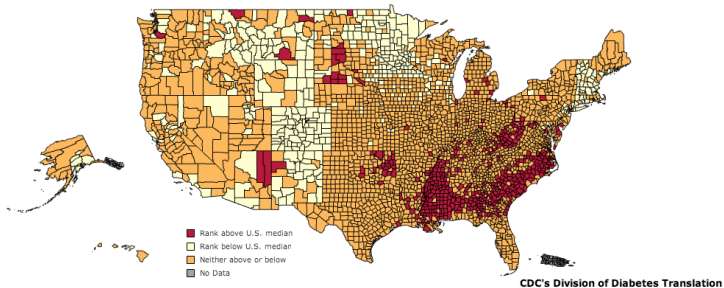 Rank above U.S. median
Rank below U.S. median
Neither above or below
No Data
CDC's Division of Diabetes Translation